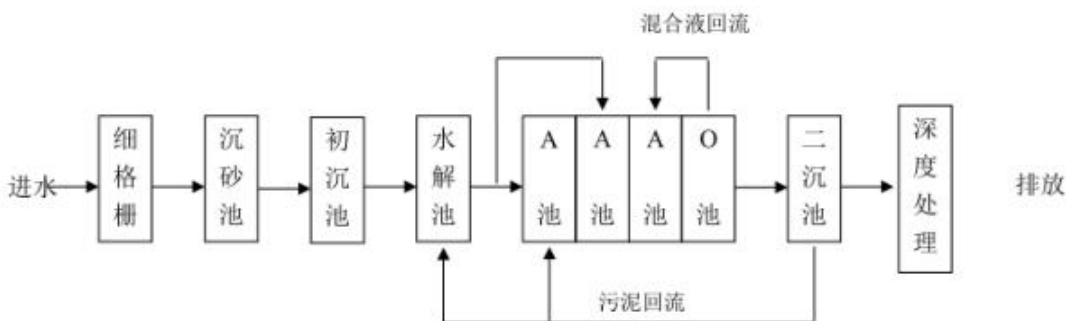 混合液回流
进水
细格栅
沉砂池
初沉池
水解池
A池
A池
A池
O池
二沉池
深度处理
排放
污泥回流